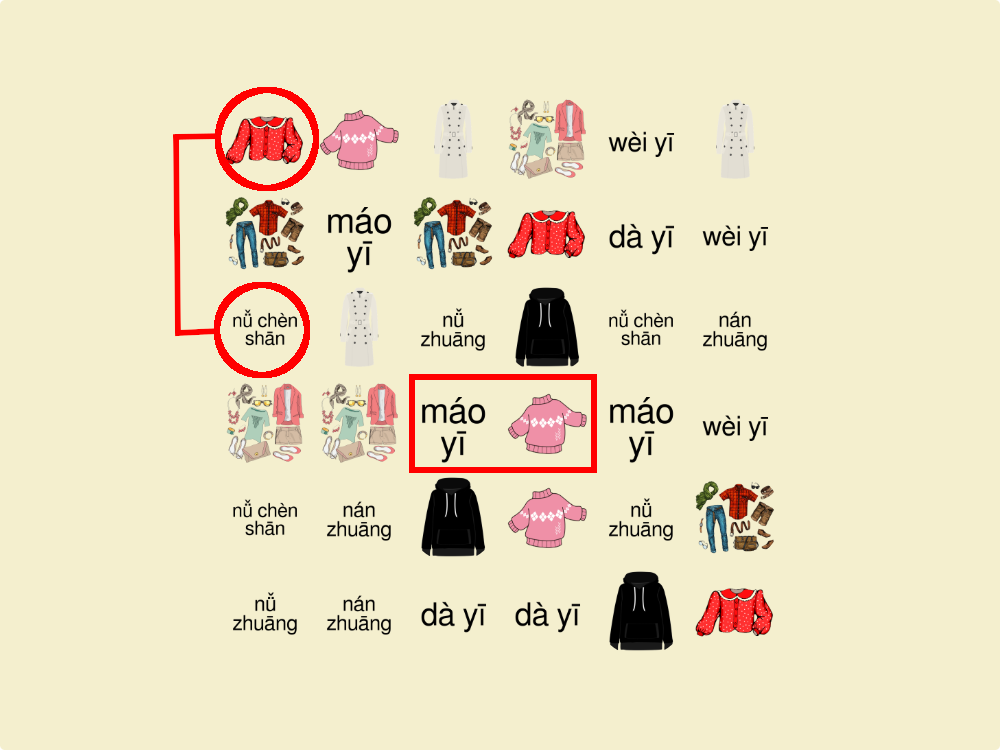 wèi yī
máo
yī
dà yī
wèi yī
nǚ chèn
shān
nǚ
zhuāng
nǚ chèn
shān
nán
zhuāng
máo
yī
máo
yī
wèi yī
nǚ chèn
shān
nán
zhuāng
nǚ
zhuāng
nǚ
zhuāng
nán
zhuāng
dà yī
dà yī